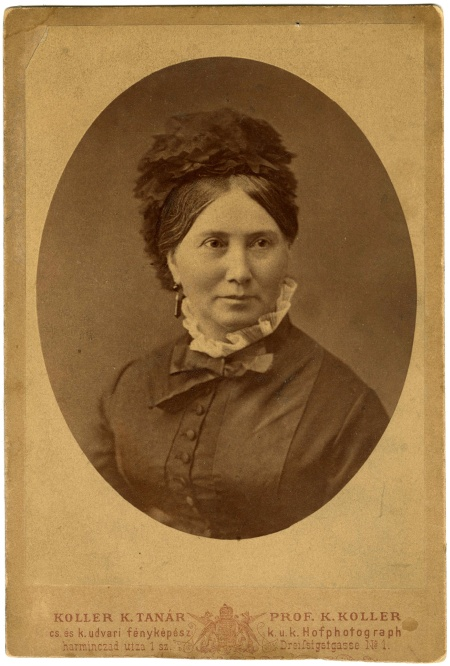 KOLLER K. TANÁR
cs. és k. udvari fényképész
harminczad utcza 1 sz.
PROF. K. KOLLER
k. u. k. Hofphotograph
Dreißigstgasse № 1.